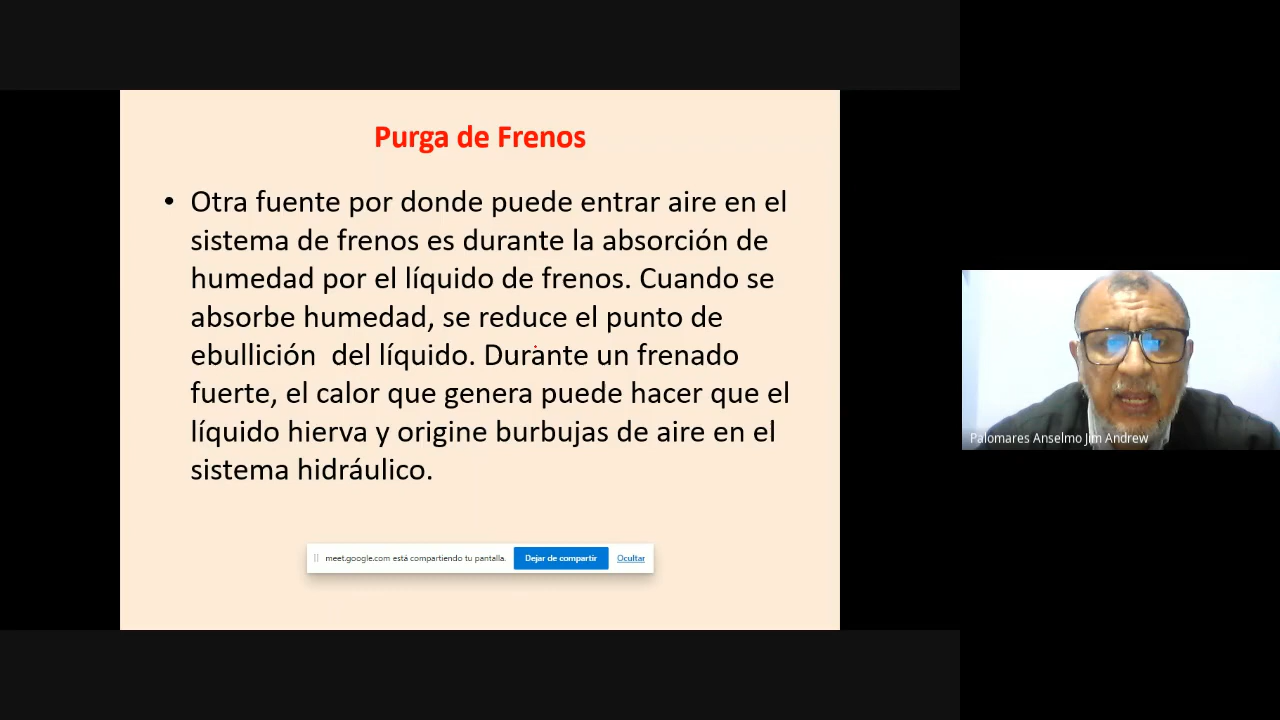 Purga de Frenos
• Otra fuente por donde puede entrar aire en el
sistema de frenos es durante la absorción de
humedad por el líquido de frenos. Cuando se
absorbe humedad, se reduce el punto de
ebullición  del líquido. Durante un frenado
fuerte, el calor que genera puede hacer que el
líquido hierva y origine burbujas de aire en el
sistema hidráulico.
meet.google.com está compartiendo tu pantalla. Dejar de compartir Ocultar
Palomares Anselmo Jim Andrew